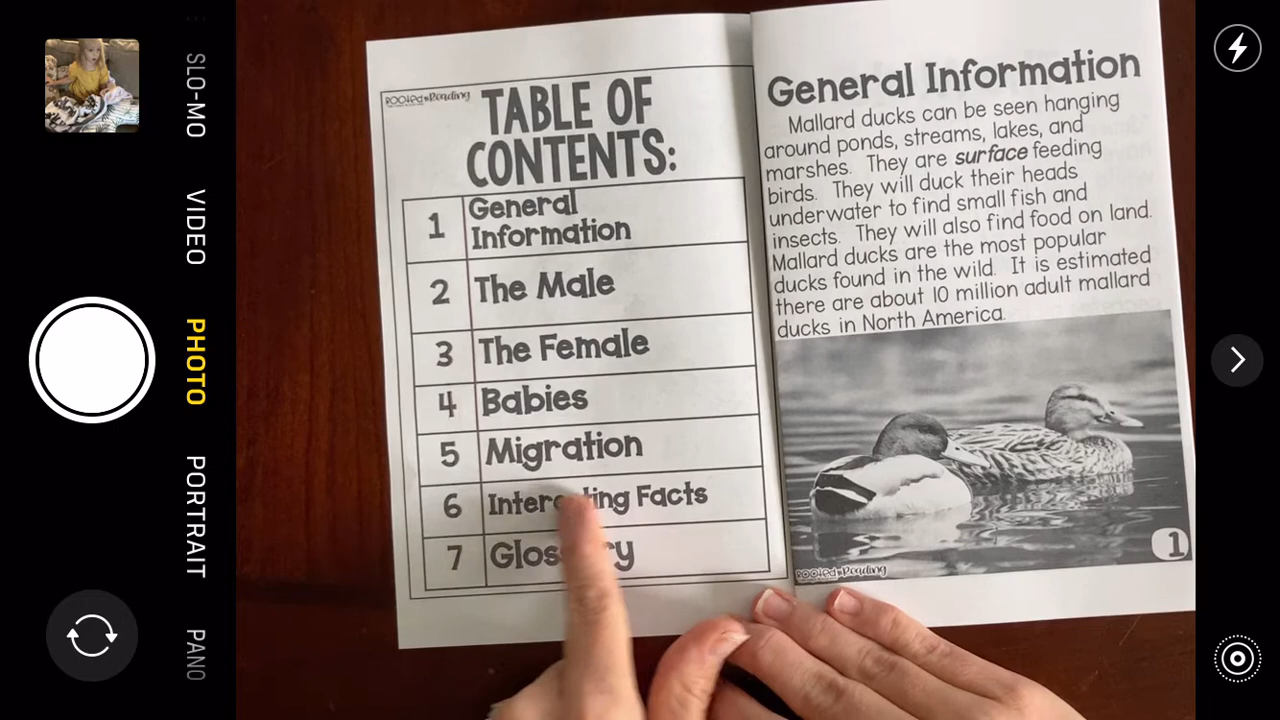 SLO-MO
VIDEO
PHOTO
PORTRAIT
PANO
Rooted in Reading
TABLE OF
CONTENTS:
1 General
Information
2 The Male
3 The Female
4 Babies
5 Migration
6 Facts
7
General Information
Mallard ducks can be seen hanging
around ponds, streams, lakes, and
marshes. They are surface feeding
birds. They will duck their heads
underwater to find small fish and
insects. They will also find food on land.
Mallard ducks are the most popular
ducks found in the wild. It is estimated
there are about 10 million adult mallard
ducks in North America.
1
Rooted in Reading